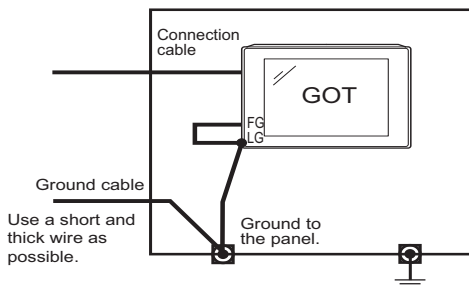 Connection
cable
GOT
FG
LG
Ground cable
Use a short and
thick wire as
possible.
Ground to
the panel.